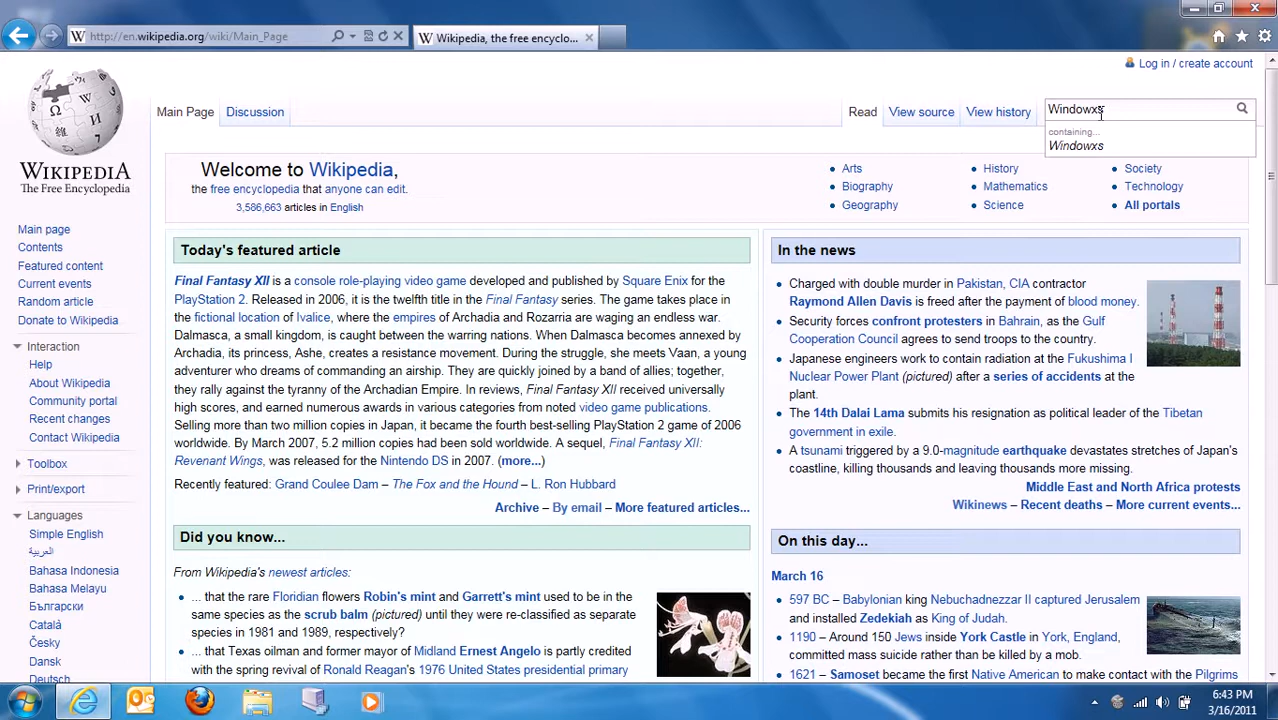 http://en.wikipedia.org/wiki/Main_Page
W Wikipedia, the free encyclo...
Log in / create account
Main Page
Discussion
Read
View source
View history
Windowxs
containing...
Windowxs
WIKIPEDIA
The Free Encyclopedia
Main page
Contents
Featured content
Current events
Random article
Donate to Wikipedia
Interaction
Help
About Wikipedia
Community portal
Recent changes
Contact Wikipedia
Toolbox
Print/export
Languages
Simple English
العربية
Bahasa Indonesia
Bahasa Melayu
Български
Català
Česky
Dansk
Deutsch
Welcome to Wikipedia,
the free encyclopedia that anyone can edit.
3,586,663 articles in English
Arts
Biography
Geography
History
Mathematics
Science
Society
Technology
All portals
Today's featured article
Final Fantasy XII is a console role-playing video game developed and published by Square Enix for the
PlayStation 2. Released in 2006, it is the twelfth title in the Final Fantasy series. The game takes place in
the fictional location of Ivalice, where the empires of Archadia and Rozarria are waging an endless war.
Dalmasca, a small kingdom, is caught between the warring nations. When Dalmasca becomes annexed by
Archadia, its princess, Ashe, creates a resistance movement. During the struggle, she meets Vaan, a young
adventurer who dreams of commanding an airship. They are quickly joined by a band of allies; together,
they rally against the tyranny of the Archadian Empire. In reviews, Final Fantasy XII received universally
high scores, and earned numerous awards in various categories from noted video game publications.
Selling more than two million copies in Japan, it became the fourth best-selling PlayStation 2 game of 2006
worldwide. By March 2007, 5.2 million copies had been sold worldwide. A sequel, Final Fantasy XII:
Revenant Wings, was released for the Nintendo DS in 2007. (more...)
Recently featured: Grand Coulee Dam – The Fox and the Hound – L. Ron Hubbard
Archive – By email – More featured articles...
Did you know...
From Wikipedia's newest articles:
... that the rare Floridian flowers Robin's mint and Garrett's mint used to be in the
same species as the scrub balm (pictured) until they were re-classified as separate
species in 1981 and 1989, respectively?
... that Texas oilman and former mayor of Midland Ernest Angelo is partly credited
with the spring revival of Ronald Reagan's 1976 United States presidential primary
In the news
Charged with double murder in Pakistan, CIA contractor
Raymond Allen Davis is freed after the payment of blood money.
Security forces confront protesters in Bahrain, as the Gulf
Cooperation Council agrees to send troops to the country.
Japanese engineers work to contain radiation at the Fukushima I
Nuclear Power Plant (pictured) after a series of accidents at the
plant.
The 14th Dalai Lama submits his resignation as political leader of the Tibetan
government in exile.
A tsunami triggered by a 9.0-magnitude earthquake devastates stretches of Japan's
coastline, killing thousands and leaving thousands more missing.
Middle East and North Africa protests
Wikinews – Recent deaths – More current events...
On this day...
March 16
597 BC – Babylonian king Nebuchadnezzar II captured Jerusalem
and installed Zedekiah as King of Judah.
1190 – Around 150 Jews inside York Castle in York, England,
committed mass suicide rather than be killed by a mob.
1621 – Samoset became the first Native American to make contact with the Pilgrims
6:43 PM
3/16/2011